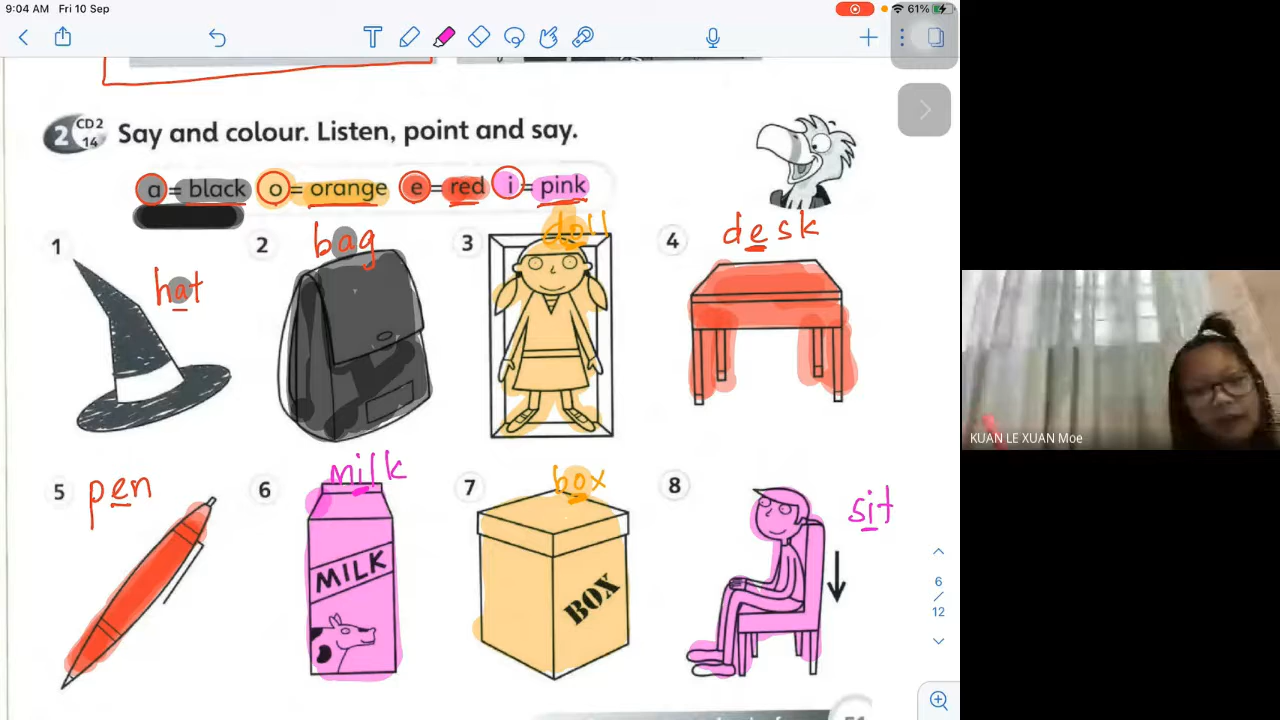 9:04 AM Fri 10 Sep
61%
2 CD2 14 Say and colour. Listen, point and say.
a = black o = orange e = red i = pink
1 hat
2 bag
3 doll
4 desk
5 pen
6 milk
MILK
7 box
BOX
8 sit
6
/
12
KUAN LE XUAN Moe